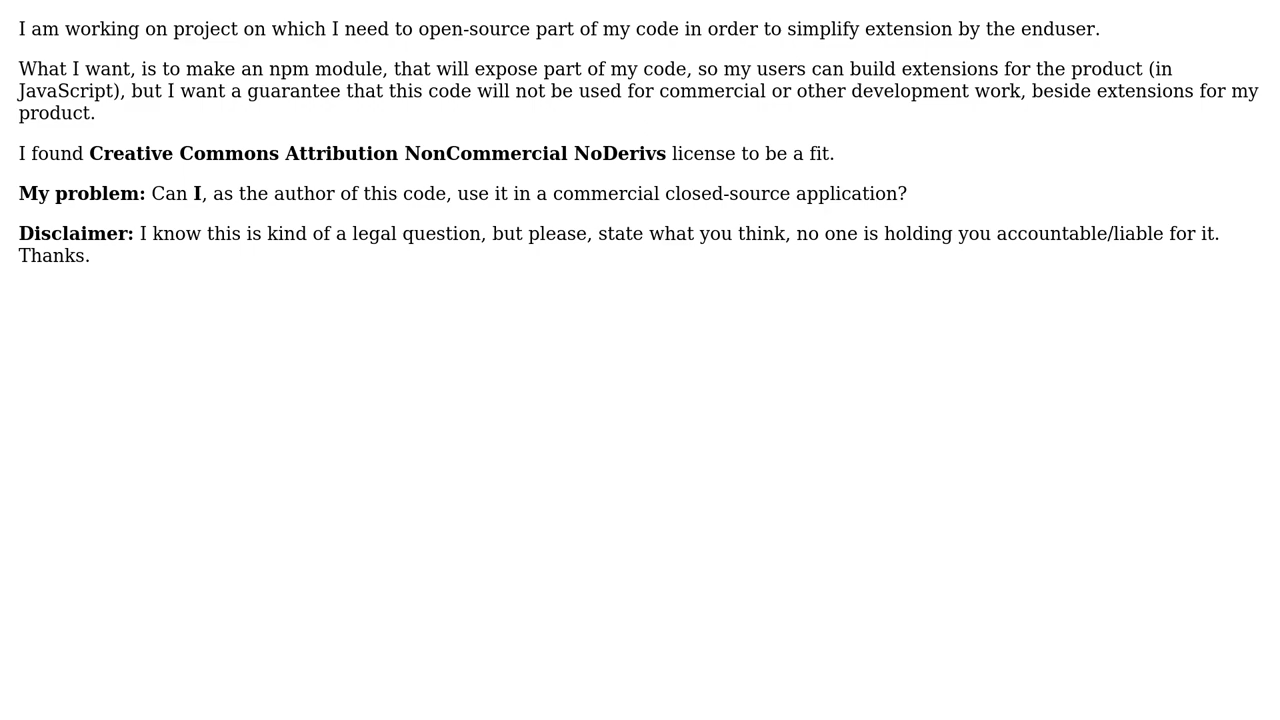 I am working on project on which I need to open-source part of my code in order to simplify extension by the enduser.
What I want, is to make an npm module, that will expose part of my code, so my users can build extensions for the product (in
JavaScript), but I want a guarantee that this code will not be used for commercial or other development work, beside extensions for my
product.
I found Creative Commons Attribution NonCommercial NoDerivs license to be a fit.
My problem: Can I, as the author of this code, use it in a commercial closed-source application?
Disclaimer: I know this is kind of a legal question, but please, state what you think, no one is holding you accountable/liable for it.
Thanks.